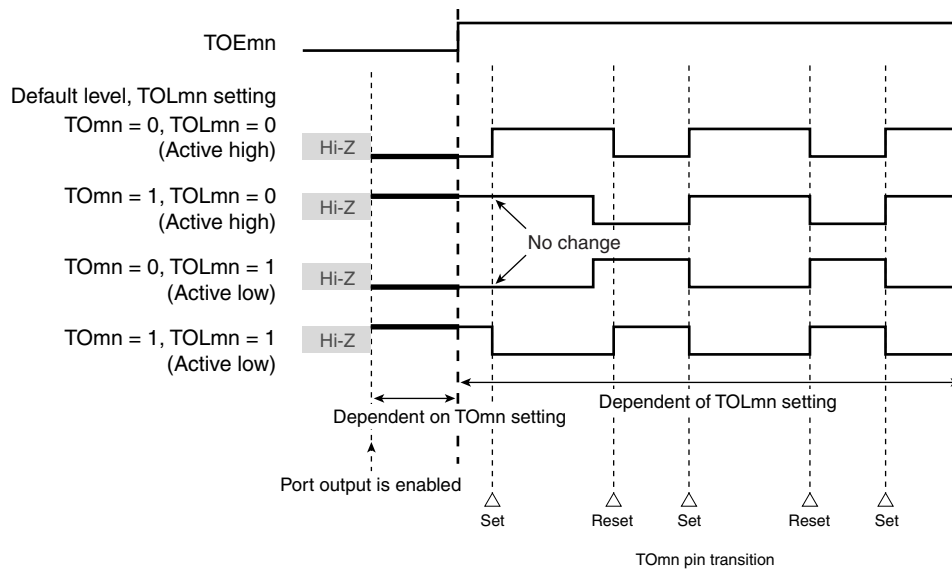 TOEmn
Default level, TOLmn setting
TOmn = 0, TOLmn = 0
(Active high)
Hi-Z
TOmn = 1, TOLmn = 0
(Active high)
Hi-Z
No change
TOmn = 0, TOLmn = 1
(Active low)
Hi-Z
TOmn = 1, TOLmn = 1
(Active low)
Hi-Z
Dependent on TOmn setting
Dependent of TOLmn setting
Port output is enabled
Set
Reset
Set
Reset
Set
TOmn pin transition